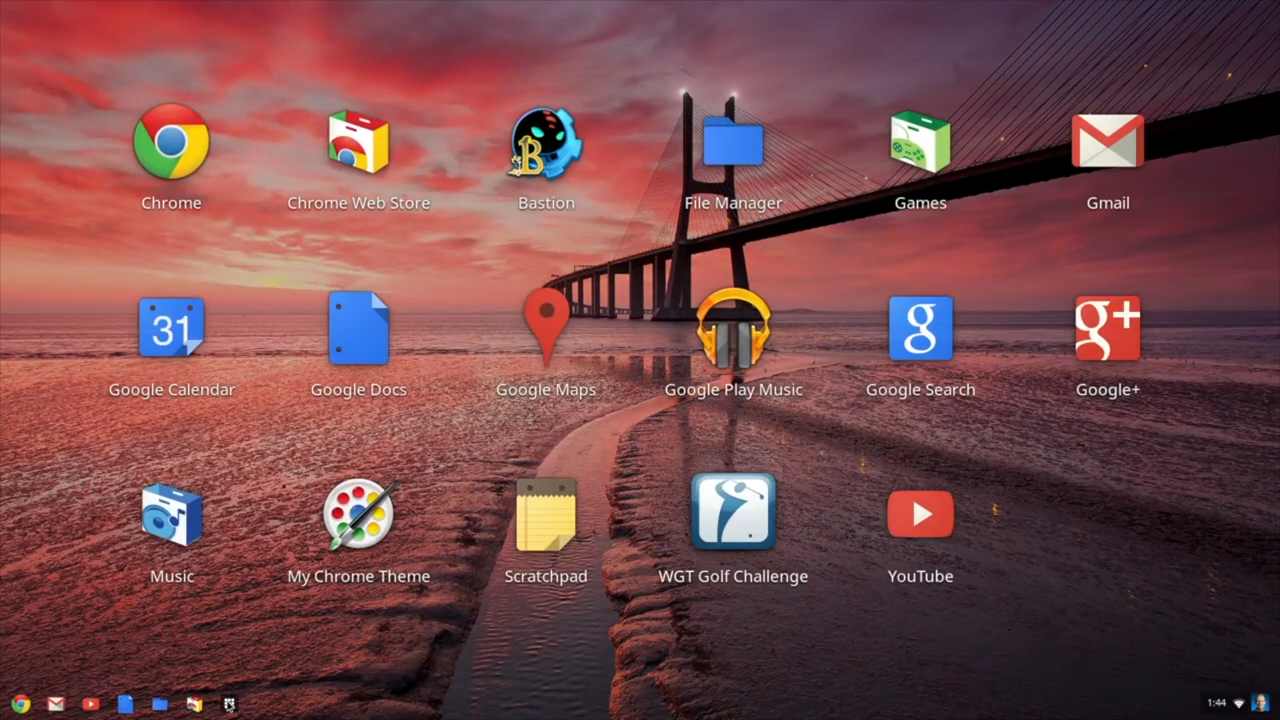 Chrome
Chrome Web Store
B
Bastion
File Manager
Games
Gmail
31
Google Calendar
Google Docs
Google Maps
Google Play Music
g
Google Search
g+
Google+
Music
My Chrome Theme
Scratchpad
WGT Golf Challenge
YouTube
1:44